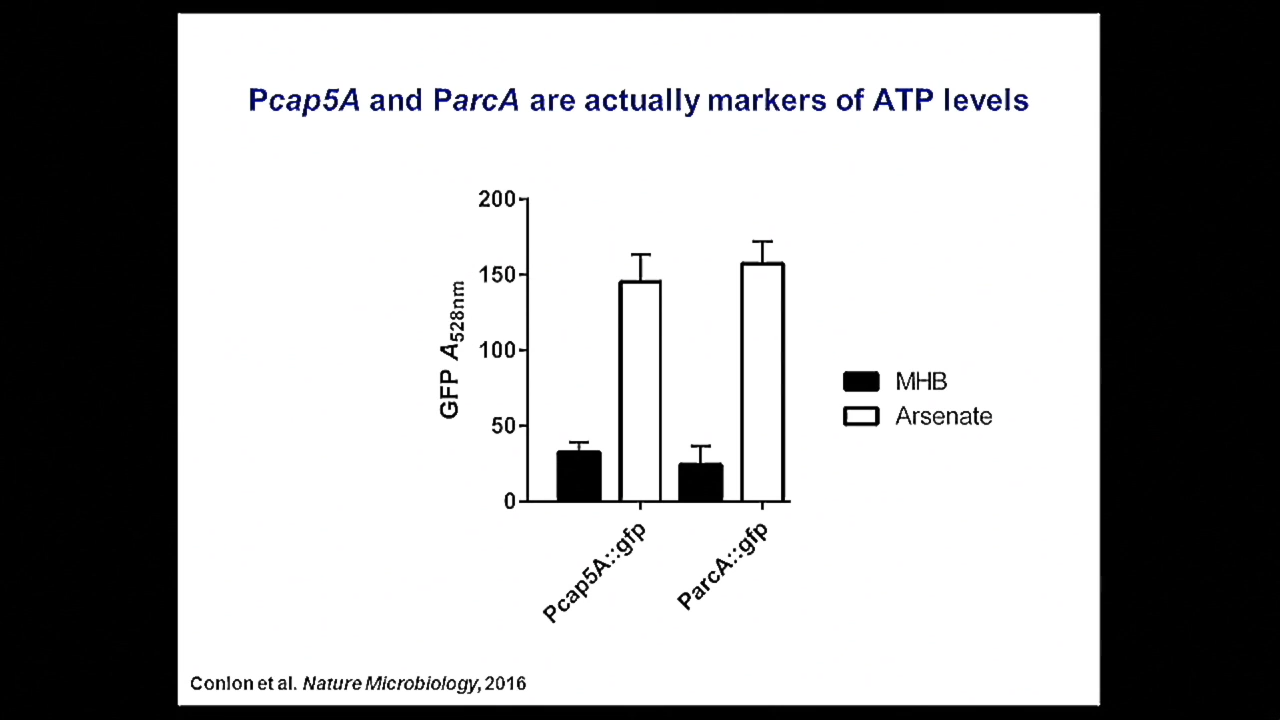 Pcap5A and ParcA are actually markers of ATP levels
200
150
100
50
0
GFP A528nm
MHB
Arsenate
Pcap5A::gfp
ParcA::gfp
Conlon et al. Nature Microbiology, 2016